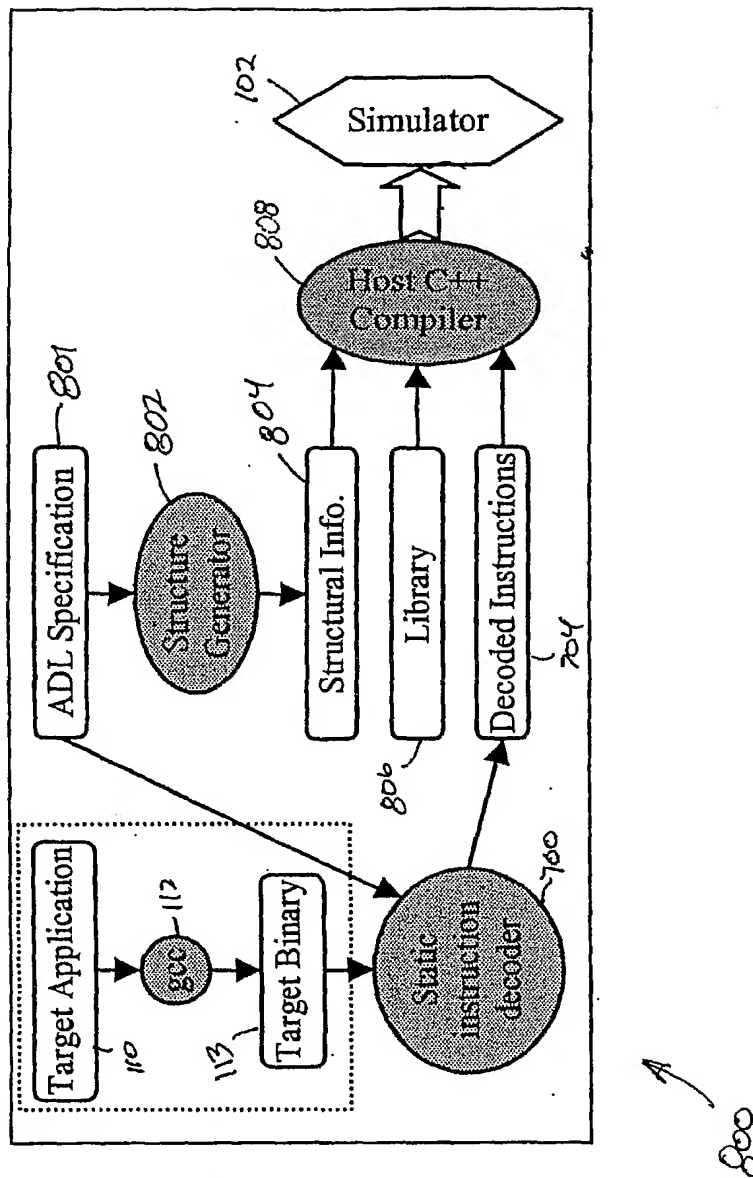 Target Application
110
gcc
112
113
Target Binary
Static
instruction
decoder
700
ADL Specification
801
Structure
Generator
802
Structural Info.
804
Library
806
Decoded Instructions
704
Host C++
Compiler
808
Simulator
102
800